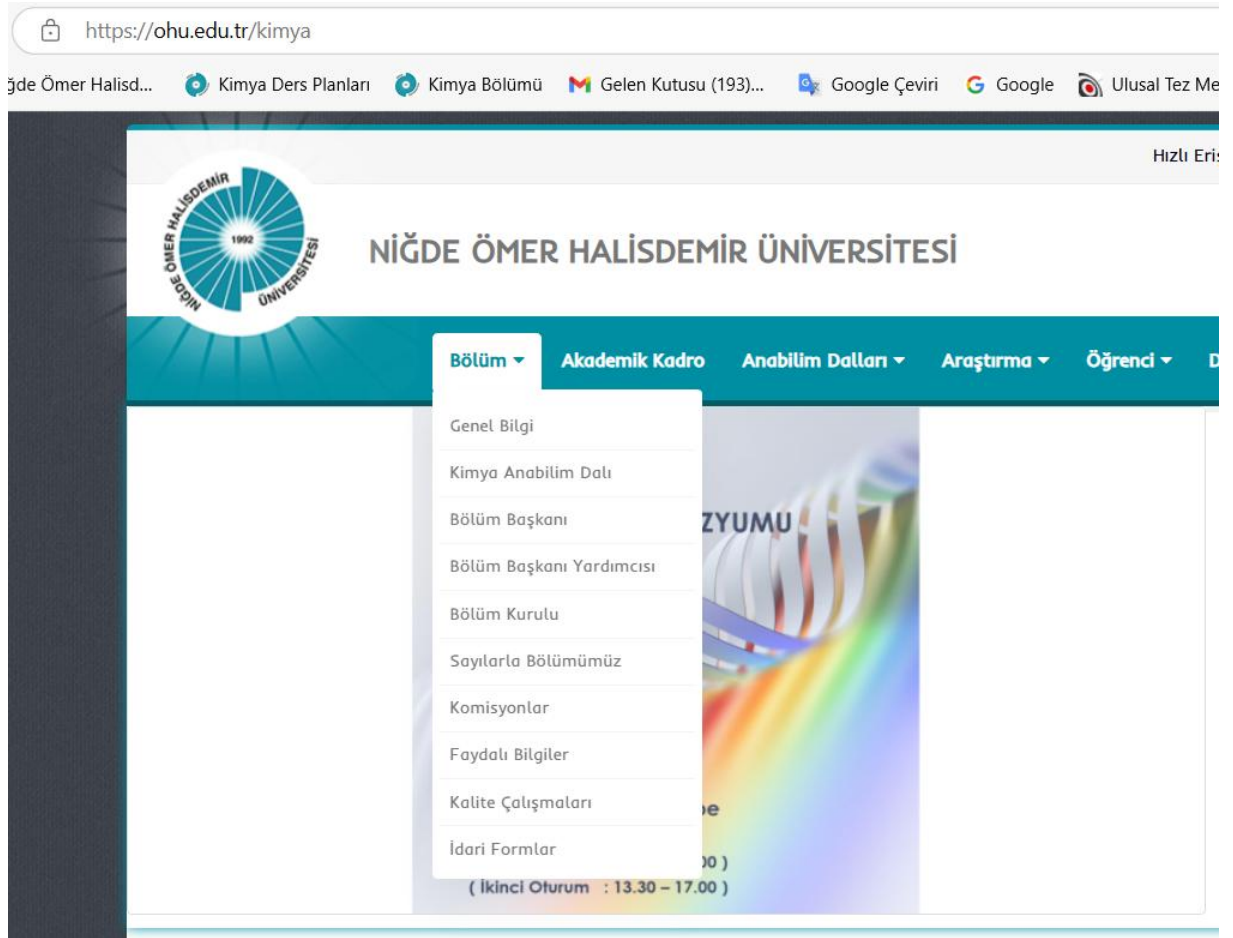 https://ohu.edu.tr/kimya
ğde Ömer Halisd... Kimya Ders Planları Kimya Bölümü Gelen Kutusu (193)... Google Çeviri Google Ulusal Tez Me
Hızlı Eriş
NİĞDE ÖMER HALİSDEMİR
1992
ÜNİVERSİTESİ
NİĞDE ÖMER HALİSDEMİR ÜNİVERSİTESİ
Bölüm Akademik Kadro Anabilim Dalları Araştırma Öğrenci D
Genel Bilgi
Kimya Anabilim Dalı
Bölüm Başkanı
ZYUMU
Bölüm Başkanı Yardımcısı
Bölüm Kurulu
Sayılarla Bölümümüz
Komisyonlar
Faydalı Bilgiler
Kalite Çalışmaları
İdari Formlar
00 )
( İkinci Oturum : 13.30 – 17.00 )